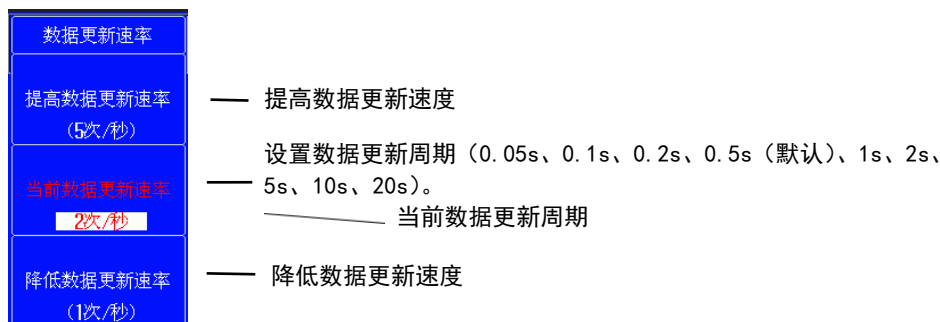 数据更新速率
提高数据更新速率
(5次/秒)
提高数据更新速度
设置数据更新周期（0.05s、0.1s、0.2s、0.5s（默认）、1s、2s、
5s、10s、20s）。
当前数据更新速率
2次/秒
当前数据更新周期
降低数据更新速率
(1次/秒)
降低数据更新速度